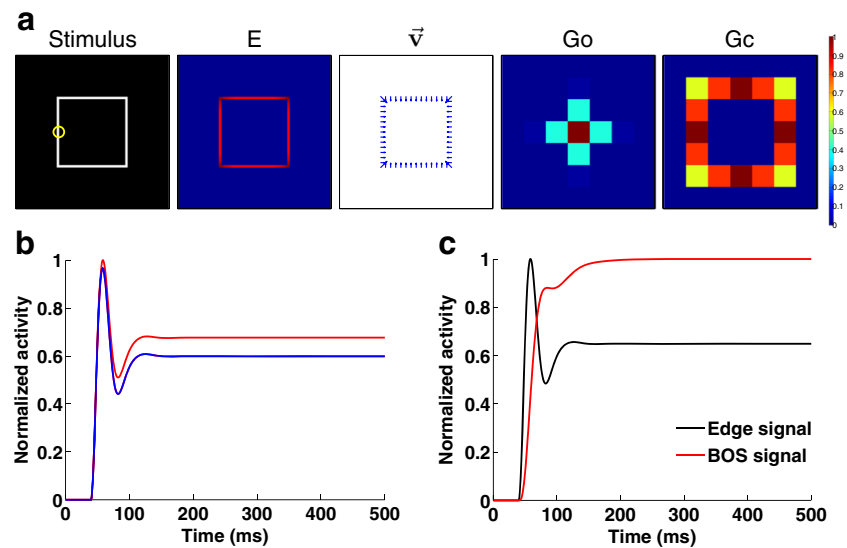 a
Stimulus E v⃗ Go Gc
1
0.9
0.8
0.7
0.6
0.5
0.4
0.3
0.2
0.1
0
b
Normalized activity
1
0.8
0.6
0.4
0.2
0
0 100 200 300 400 500
Time (ms)
c
Normalized activity
1
0.8
0.6
0.4
0.2
0
Edge signal
BOS signal
0 100 200 300 400 500
Time (ms)